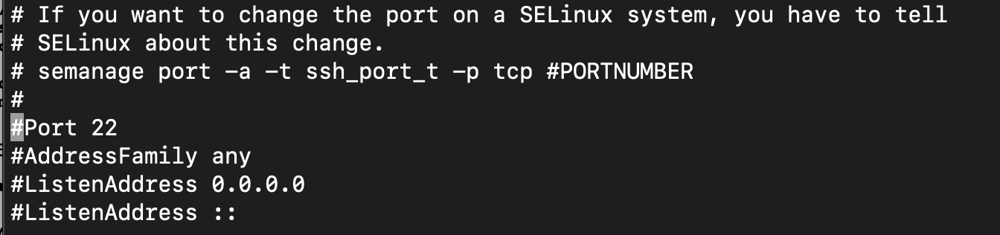 # If you want to change the port on a SELinux system, you have to tell
# SELinux about this change.
# semanage port -a -t ssh_port_t -p tcp #PORTNUMBER
#
#Port 22
#AddressFamily any
#ListenAddress 0.0.0.0
#ListenAddress ::